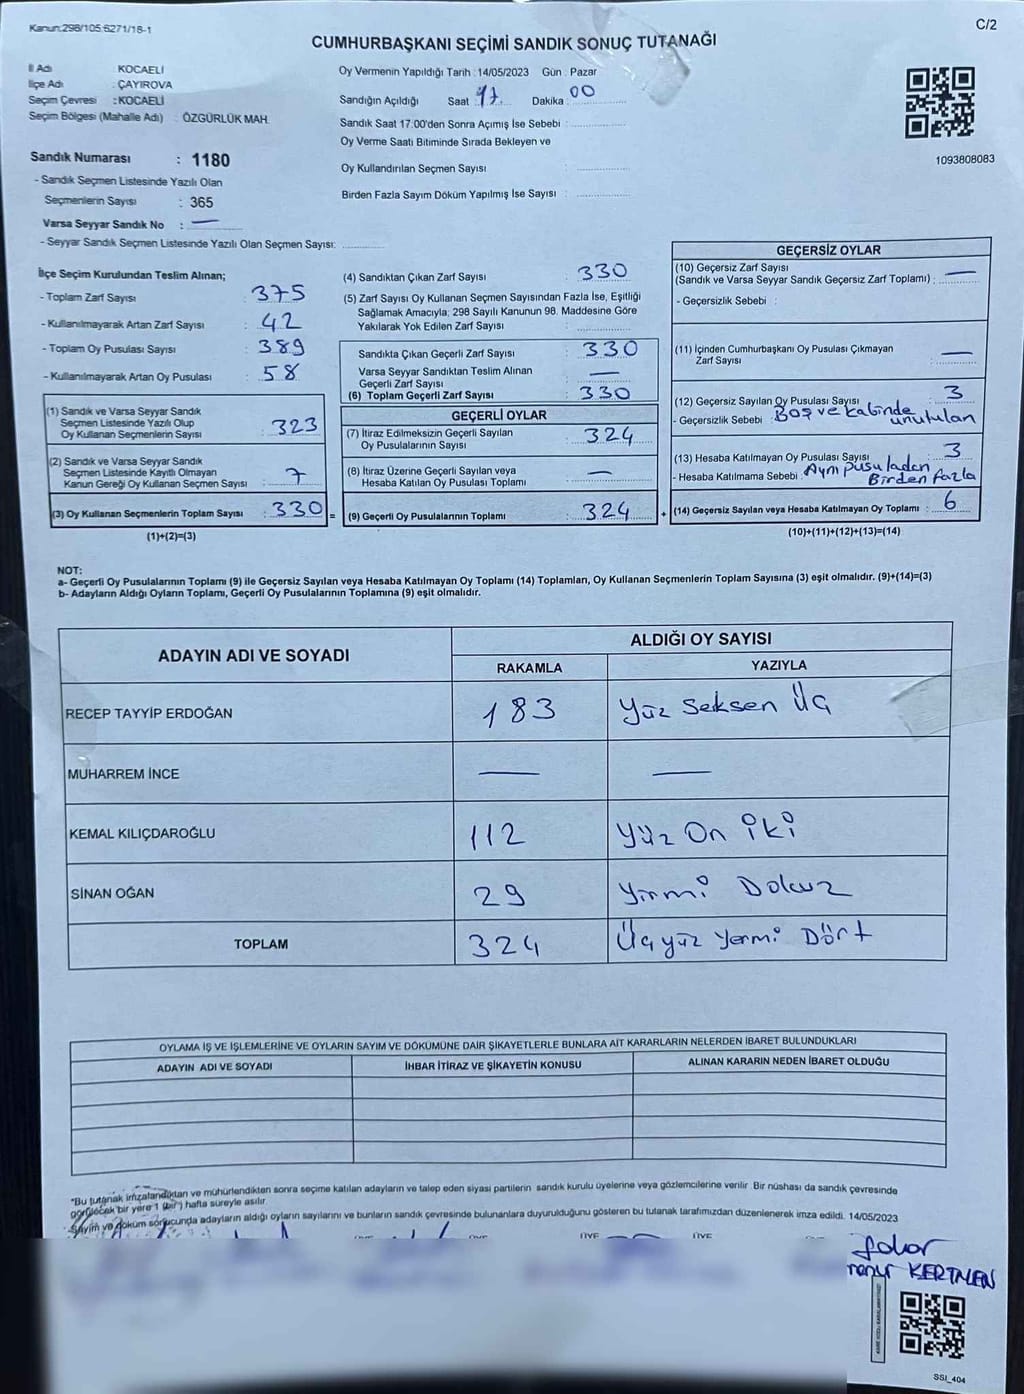 Kanun:298/105:6271/18-1
C/2
CUMHURBAŞKANI SEÇİMİ SANDIK SONUÇ TUTANAĞI
İl Adı : KOCAELİ
İlçe Adı : ÇAYIROVA
Seçim Çevresi : KOCAELİ
Seçim Bölgesi (Mahalle Adı) : ÖZGÜRLÜK MAH.
Sandık Numarası : 1180
- Sandık Seçmen Listesinde Yazılı Olan
Seçmenlerin Sayısı : 365
Varsa Seyyar Sandık No : —
- Seyyar Sandık Seçmen Listesinde Yazılı Olan Seçmen Sayısı:
Oy Vermenin Yapıldığı Tarih : 14/05/2023 Gün : Pazar
Sandığın Açıldığı Saat : 17 Dakika : 00
Sandık Saat 17:00'den Sonra Açımış İse Sebebi :
Oy Verme Saati Bitiminde Sırada Bekleyen ve
Oy Kullandırılan Seçmen Sayısı :
Birden Fazla Sayım Döküm Yapılmış İse Sayısı :
1093808083
İlçe Seçim Kurulundan Teslim Alınan;
- Toplam Zarf Sayısı : 375
- Kullanılmayarak Artan Zarf Sayısı : 42
- Toplam Oy Pusulası Sayısı : 389
- Kullanılmayarak Artan Oy Pusulası : 58
(1) Sandık ve Varsa Seyyar Sandık
Seçmen Listesinde Yazılı Olup
Oy Kullanan Seçmenlerin Sayısı : 323
(2) Sandık ve Varsa Seyyar Sandık
Seçmen Listesinde Kayıtlı Olmayan
Kanun Gereği Oy Kullanan Seçmen Sayısı : 7
(3) Oy Kullanan Seçmenlerin Toplam Sayısı : 330 =
(1)+(2)=(3)
(4) Sandıktan Çıkan Zarf Sayısı : 330
(5) Zarf Sayısı Oy Kullanan Seçmen Sayısından Fazla İse, Eşitliği
Sağlamak Amacıyla; 298 Sayılı Kanunun 98. Maddesine Göre
Yakılarak Yok Edilen Zarf Sayısı :
Sandıkta Çıkan Geçerli Zarf Sayısı : 330
Varsa Seyyar Sandıktan Teslim Alınan
Geçerli Zarf Sayısı : —
(6) Toplam Geçerli Zarf Sayısı : 330
GEÇERLİ OYLAR
(7) İtiraz Edilmeksizin Geçerli Sayılan
Oy Pusulalarının Sayısı : 324
(8) İtiraz Üzerine Geçerli Sayılan veya
Hesaba Katılan Oy Pusulası Toplamı : —
(9) Geçerli Oy Pusulalarının Toplamı : 324 +
GEÇERSİZ OYLAR
(10) Geçersiz Zarf Sayısı
(Sandık ve Varsa Seyyar Sandık Geçersiz Zarf Toplamı) : —
- Geçersizlik Sebebi :
(11) İçinden Cumhurbaşkanı Oy Pusulası Çıkmayan
Zarf Sayısı : —
(12) Geçersiz Sayılan Oy Pusulası Sayısı : 3
- Geçersizlik Sebebi : Boş ve kabinde
unutulan
(13) Hesaba Katılmayan Oy Pusulası Sayısı : 3
- Hesaba Katılmama Sebebi : Aynı pusuladan
Birden fazla
(14) Geçersiz Sayılan veya Hesaba Katılmayan Oy Toplamı : 6
(10)+(11)+(12)+(13)=(14)
NOT:
a- Geçerli Oy Pusulalarının Toplamı (9) ile Geçersiz Sayılan veya Hesaba Katılmayan Oy Toplamı (14) Toplamları, Oy Kullanan Seçmenlerin Toplam Sayısına (3) eşit olmalıdır. (9)+(14)=(3)
b- Adayların Aldığı Oyların Toplamı, Geçerli Oy Pusulalarının Toplamına (9) eşit olmalıdır.
ADAYIN ADI VE SOYADI
ALDIĞI OY SAYISI
RAKAMLA YAZIYLA
RECEP TAYYİP ERDOĞAN 183 Yüz Seksen Üç
MUHARREM İNCE — —
KEMAL KILIÇDAROĞLU 112 Yüz On iki
SİNAN OĞAN 29 Yirmi Dokuz
TOPLAM 324 Üçyüz Yermi Dört
OYLAMA İŞ VE İŞLEMLERİNE VE OYLARIN SAYIM VE DÖKÜMÜNE DAİR ŞİKAYETLERLE BUNLARA AİT KARARLARIN NELERDEN İBARET BULUNDUKLARI
ADAYIN ADI VE SOYADI İHBAR İTİRAZ VE ŞİKAYETİN KONUSU ALINAN KARARIN NEDEN İBARET OLDUĞU
*Bu tutanak imzalandıktan ve mühürlendikten sonra seçime katılan adayların ve talep eden siyasi partilerin sandık kurulu üyelerine veya gözlemcilerine verilir. Bir nüshası da sandık çevresinde
görülecek bir yere 1 (bir) hafta süreyle asılır.
Sayım ve döküm sonucunda adayların aldığı oyların sayılarını ve bunların sandık çevresinde bulunanlara duyurulduğunu gösteren bu tutanak tarafımızdan düzenlenerek imza edildi. 14/05/2023
ÜYE ÜYE ÜYE ÜYE
KERTMEN
SSI_404